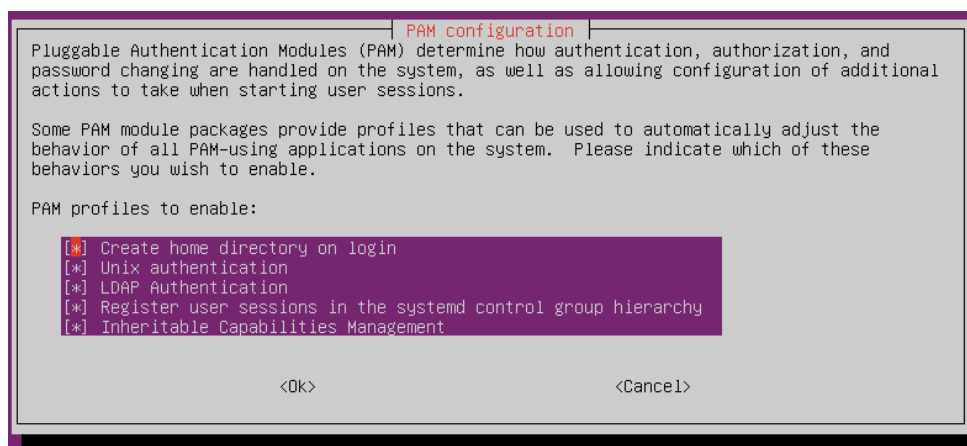 PAM configuration
Pluggable Authentication Modules (PAM) determine how authentication, authorization, and
password changing are handled on the system, as well as allowing configuration of additional
actions to take when starting user sessions.
Some PAM module packages provide profiles that can be used to automatically adjust the
behavior of all PAM-using applications on the system.  Please indicate which of these
behaviors you wish to enable.
PAM profiles to enable:
[*] Create home directory on login
[*] Unix authentication
[*] LDAP Authentication
[*] Register user sessions in the systemd control group hierarchy
[*] Inheritable Capabilities Management
<Ok> <Cancel>